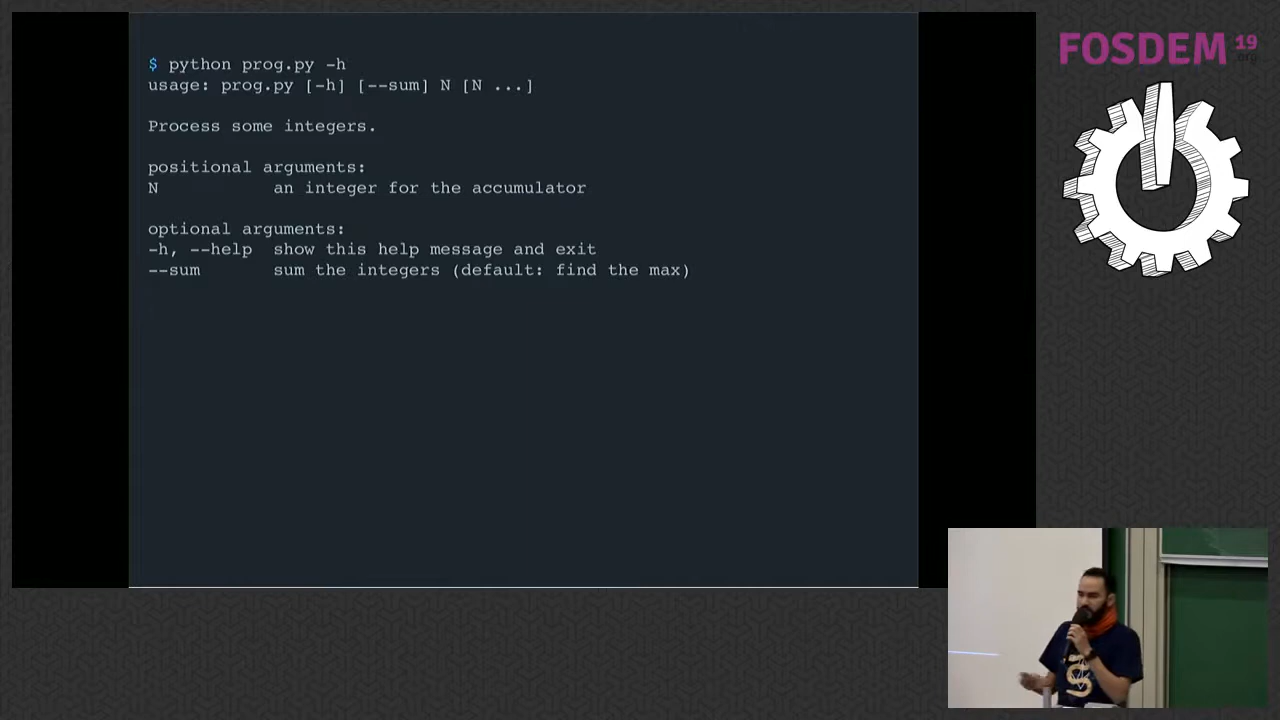 $ python prog.py -h
usage: prog.py [-h] [--sum] N [N ...]
Process some integers.
positional arguments:
N an integer for the accumulator
optional arguments:
-h, --help show this help message and exit
--sum sum the integers (default: find the max)
FOSDEM 19
.org